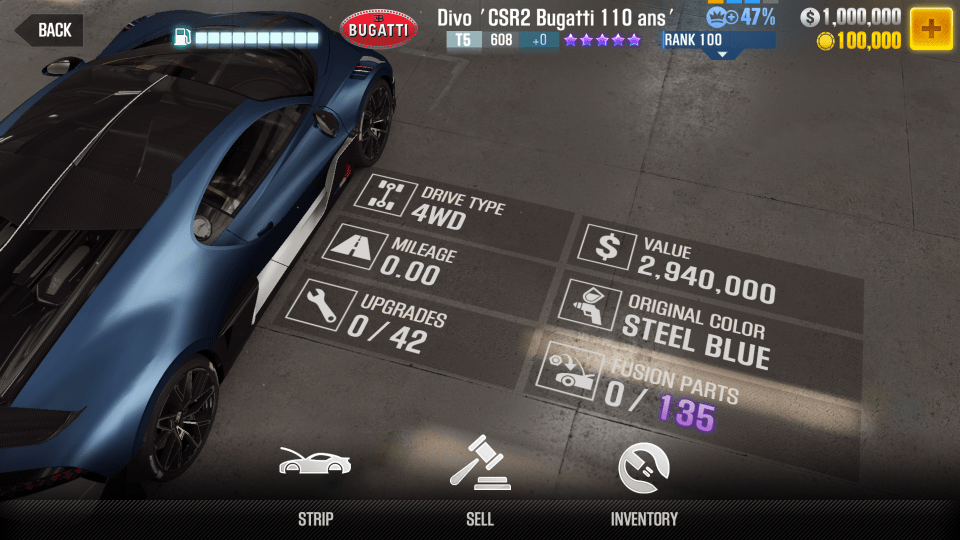 BACK
BUGATTI
Divo 'CSR2 Bugatti 110 ans'
T5 608 +0
47%
RANK 100
1,000,000
100,000
DRIVE TYPE
4WD
MILEAGE
0.00
UPGRADES
0 / 42
VALUE
2,940,000
ORIGINAL COLOR
STEEL BLUE
FUSION PARTS
0 / 135
STRIP
SELL
INVENTORY